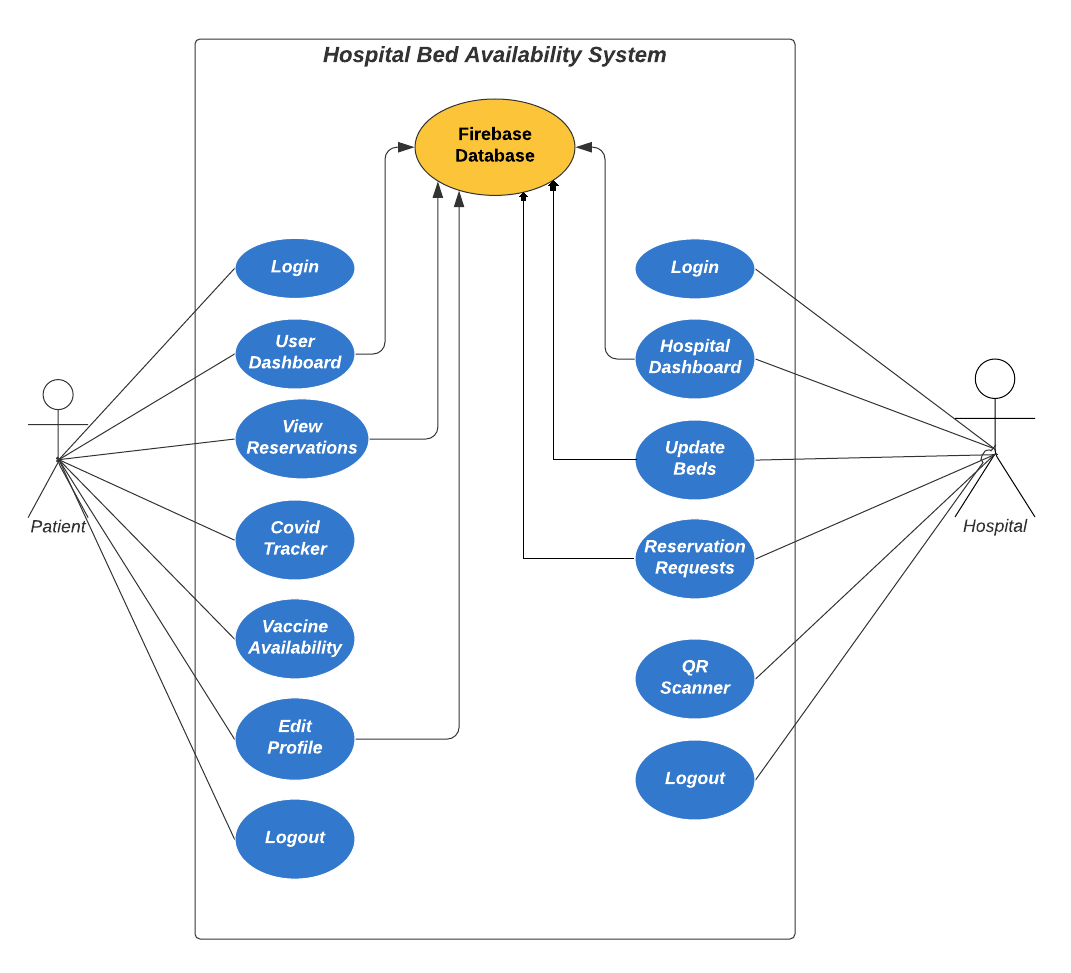 Hospital Bed Availability System
Firebase
Database
Login
User
Dashboard
View
Reservations
Covid
Tracker
Vaccine
Availability
Edit
Profile
Logout
Login
Hospital
Dashboard
Update
Beds
Reservation
Requests
QR
Scanner
Logout
Patient
Hospital